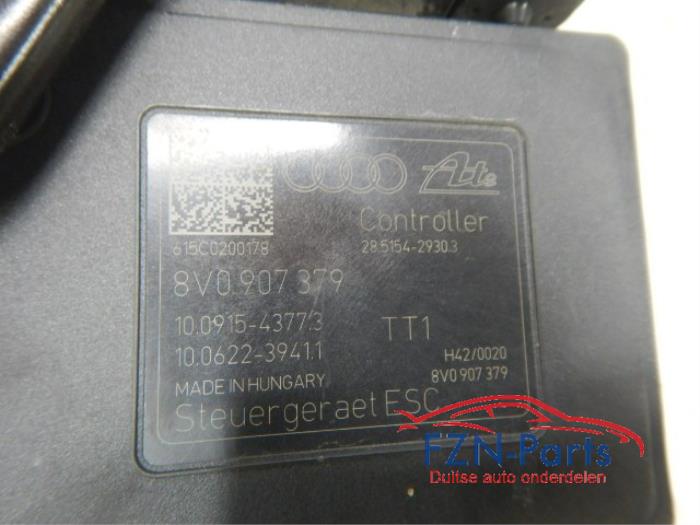 Ate
Controller
615C0200178
28.5154-2930.3
8V0.907 379
10.0915-4377.3
TT1
10.0622-3941.1
H42/0020
MADE IN HUNGARY
8V0 907 379
Steuergeraet ESC
FZN-Parts
Duitse auto onderdelen